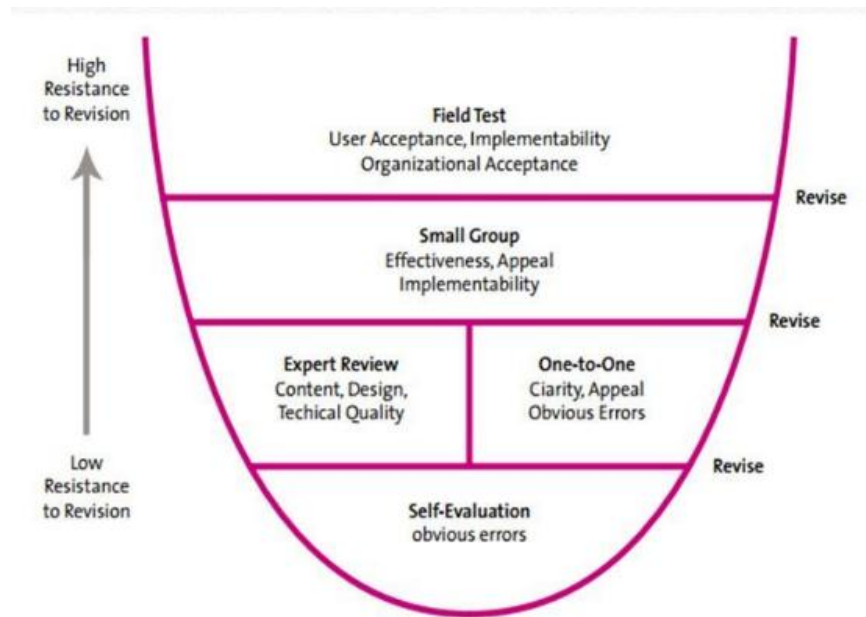 High
Resistance
to Revision
Field Test
User Acceptance, Implementability
Organizational Acceptance
Revise
Small Group
Effectiveness, Appeal
Implementability
Revise
Expert Review
Content, Design,
Techical Quality
One-to-One
Ciarity, Appeal
Obvious Errors
Revise
Low
Resistance
to Revision
Self-Evaluation
obvious errors